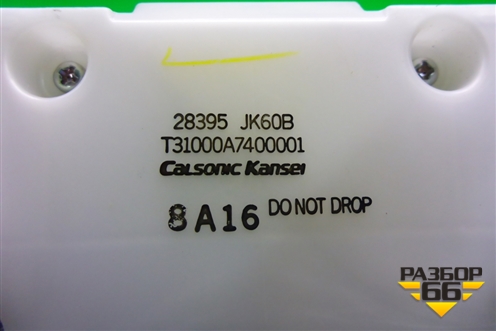 28395 JK60B
T31000A7400001
Calsonic Kansei
8A16 DO NOT DROP
РАЗБОР
66